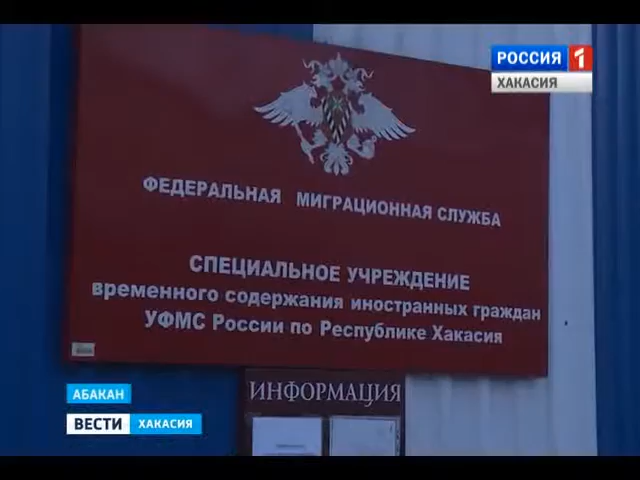 РОССИЯ 1
ХАКАСИЯ
ФЕДЕРАЛЬНАЯ МИГРАЦИОННАЯ СЛУЖБА
СПЕЦИАЛЬНОЕ УЧРЕЖДЕНИЕ
временного содержания иностранных граждан
УФМС России по Республике Хакасия
ИНФОРМАЦИЯ
АБАКАН
ВЕСТИ ХАКАСИЯ